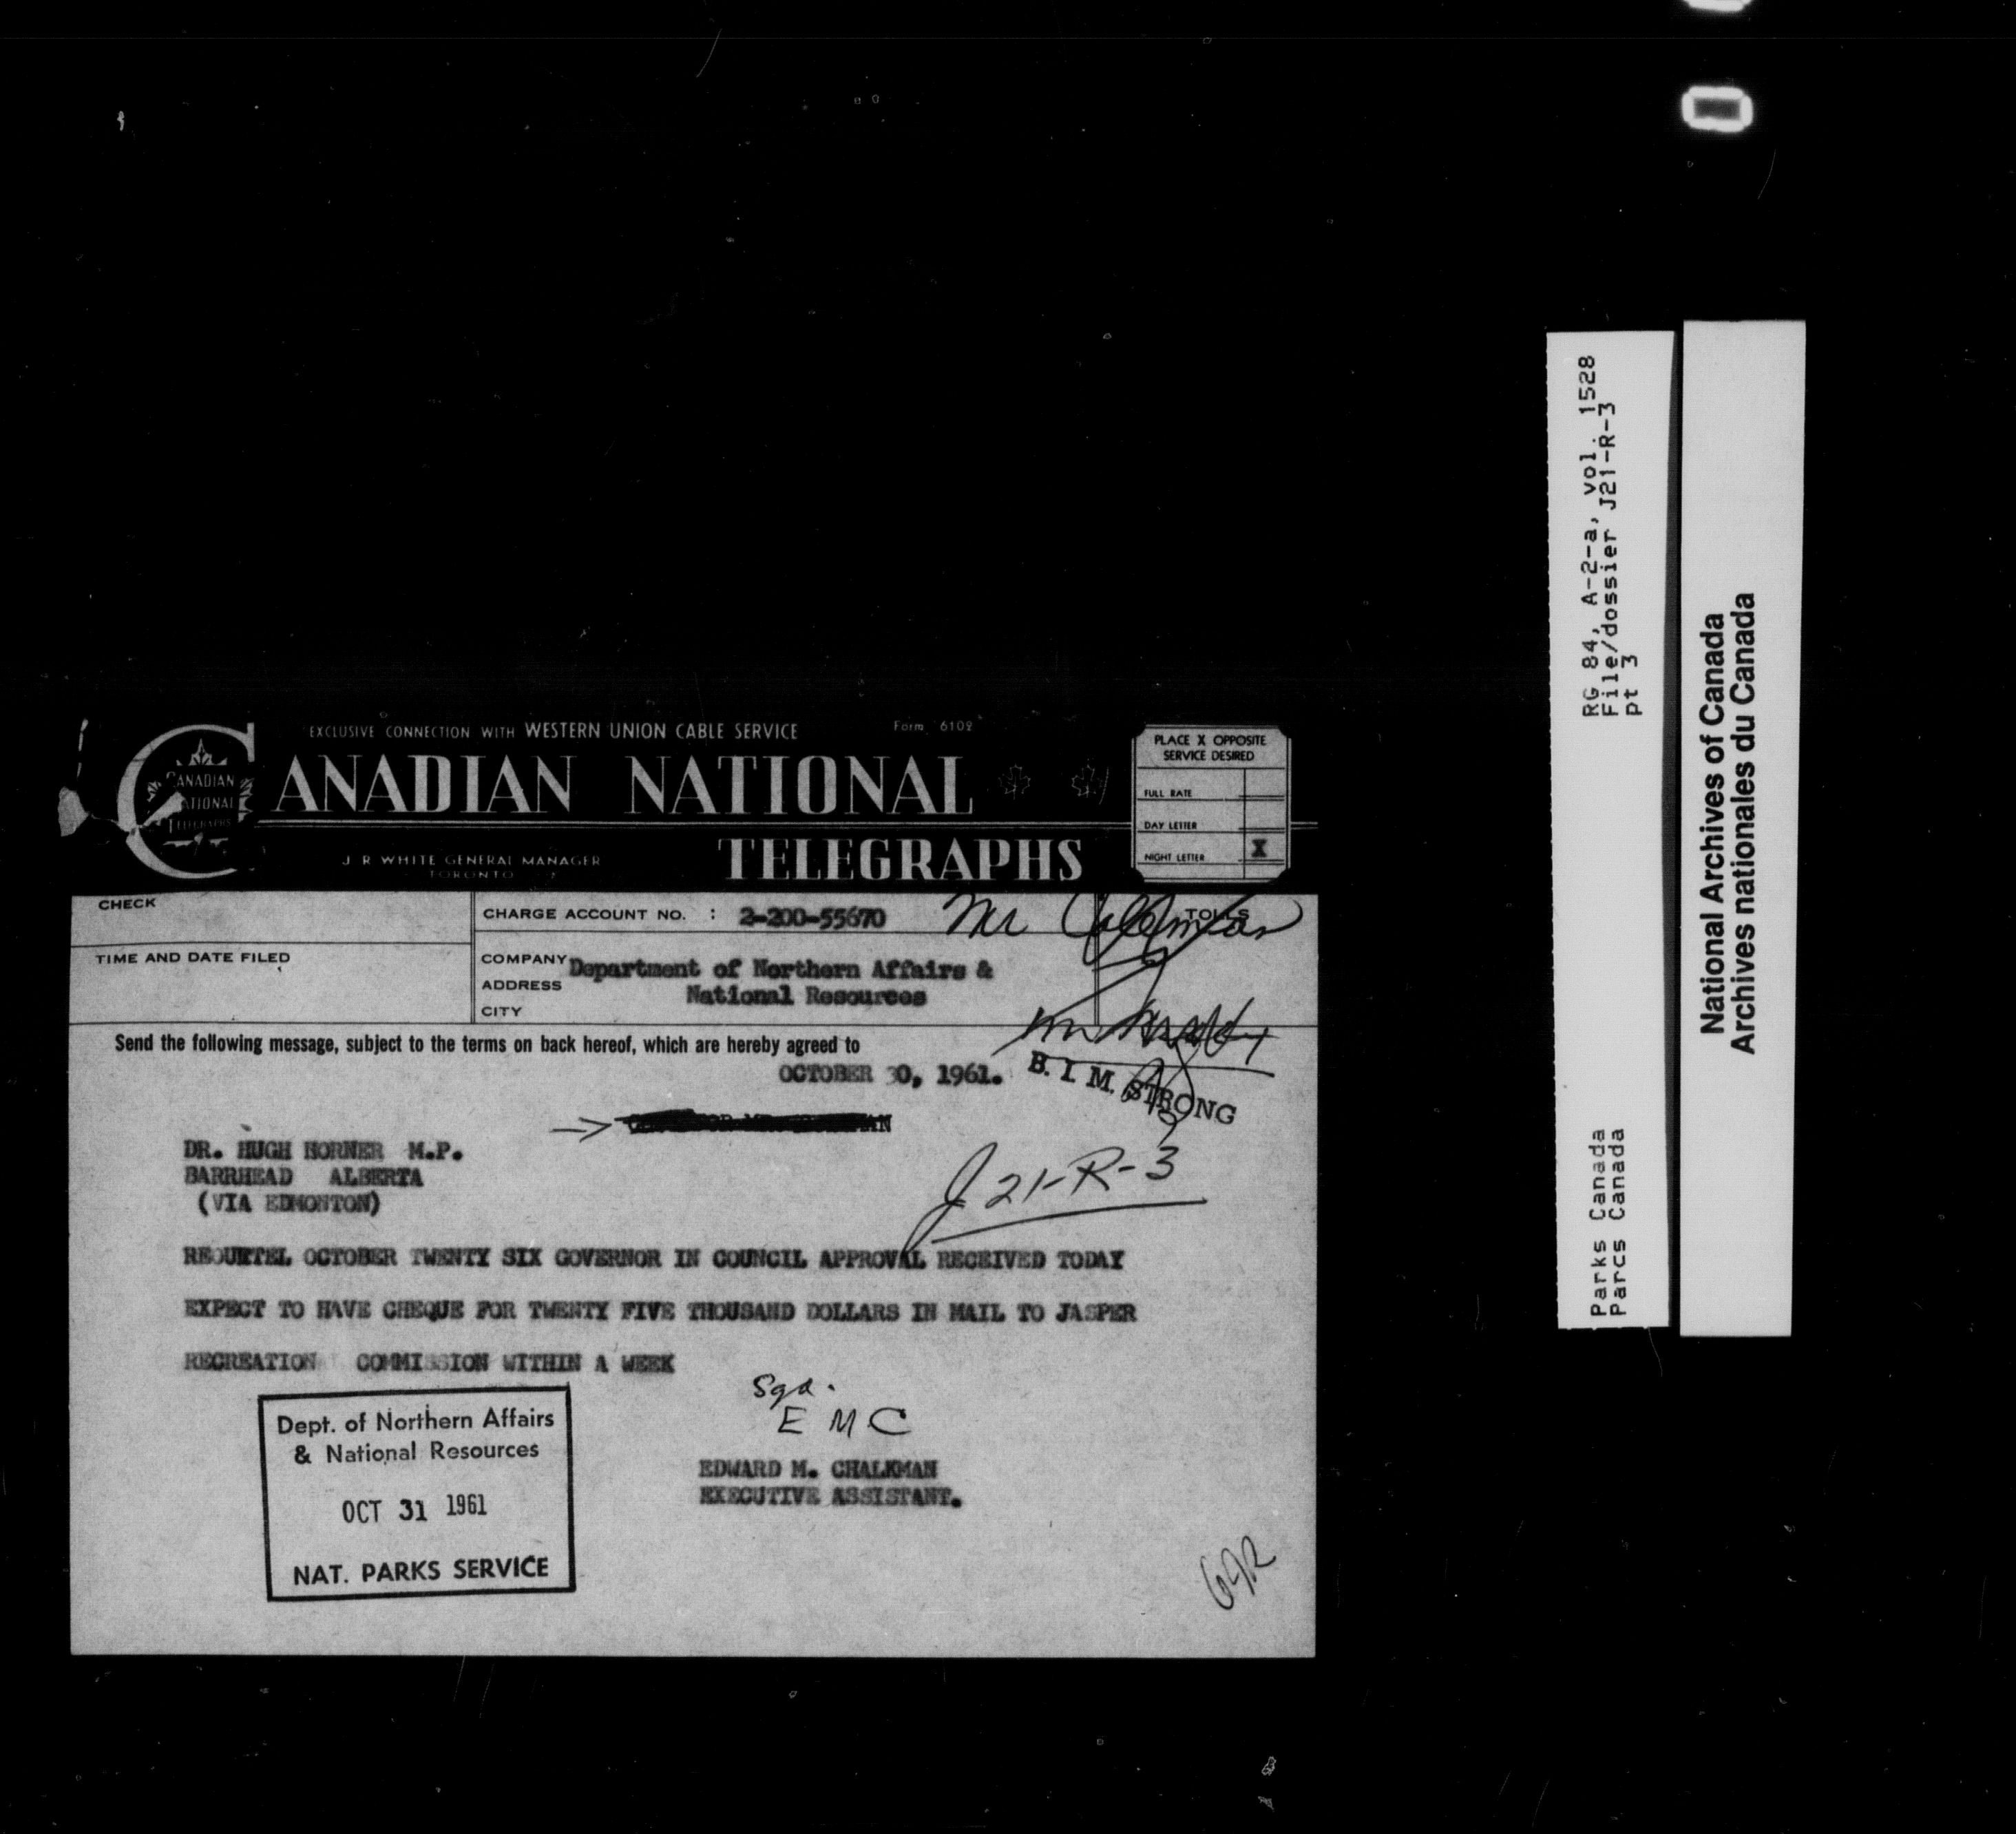 EXCLUSIVE CONNECTION WITH WESTERN UNION CABLE SERVICE
Form 6102
CANADIAN NATIONAL
TELEGRAPHS
CANADIAN
NATIONAL
TELEGRAPHS
J R WHITE GENERAL MANAGER
TORONTO
PLACE X OPPOSITE
SERVICE DESIRED
FULL RATE
DAY LETTER
NIGHT LETTER X
CHECK
CHARGE ACCOUNT NO. : 2-200-55670
Mr Coleman
TOLLS
TIME AND DATE FILED
COMPANY Department of Northern Affairs &
ADDRESS National Resources
CITY
Send the following message, subject to the terms on back hereof, which are hereby agreed to
OCTOBER 30, 1961.
B. I. M. STRONG
DR. HUGH HORNER M.P.
BARRHEAD ALBERTA
(VIA EDMONTON)
J 21-R-3
REOURTEL OCTOBER TWENTY SIX GOVERNOR IN COUNCIL APPROVAL RECEIVED TODAY
EXPECT TO HAVE CHEQUE FOR TWENTY FIVE THOUSAND DOLLARS IN MAIL TO JASPER
RECREATION COMMISSION WITHIN A WEEK
Sgd.
E M C
EDWARD M. CHALKMAN
EXECUTIVE ASSISTANT.
Dept. of Northern Affairs
& National Resources
OCT 31 1961
NAT. PARKS SERVICE
RG 84, A-2-a, vol. 1528
File/dossier J21-R-3
pt 3
Parks Canada
Parcs Canada
National Archives of Canada
Archives nationales du Canada